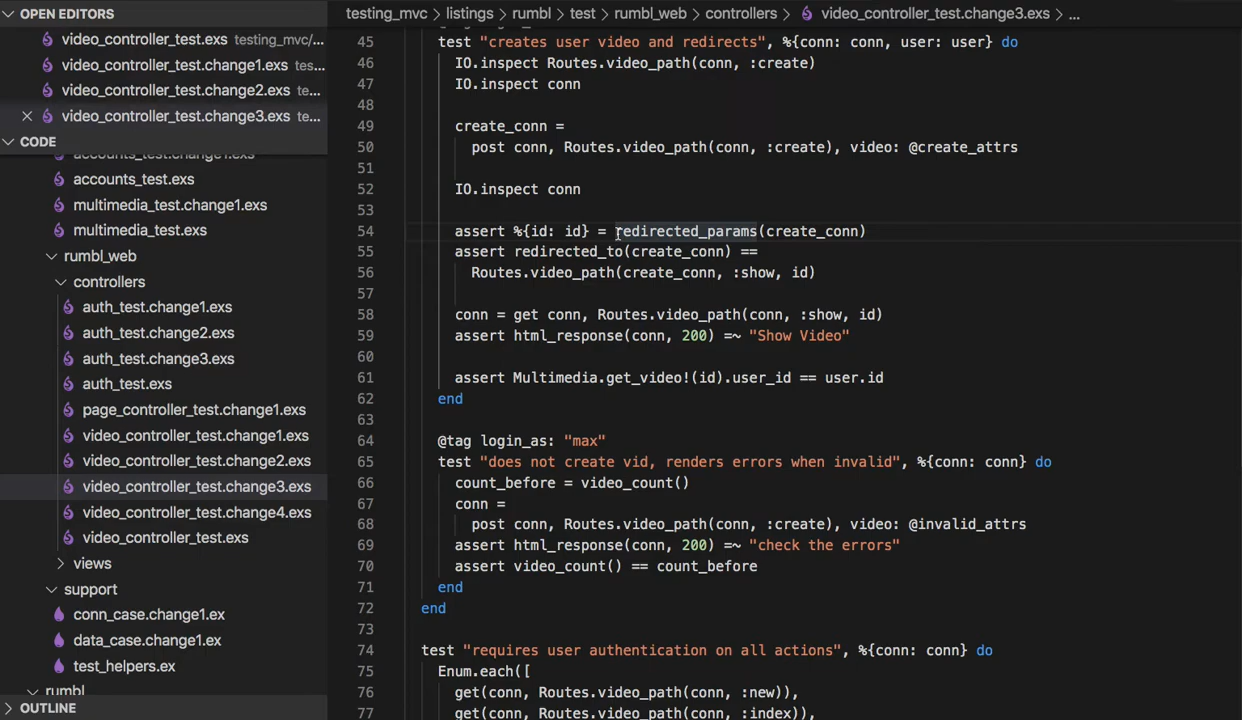 OPEN EDITORS
video_controller_test.exs testing_mvc/...
video_controller_test.change1.exs tes...
video_controller_test.change2.exs te...
video_controller_test.change3.exs te...
CODE
accounts_test.change1.exs
accounts_test.exs
multimedia_test.change1.exs
multimedia_test.exs
rumbl_web
controllers
auth_test.change1.exs
auth_test.change2.exs
auth_test.change3.exs
auth_test.exs
page_controller_test.change1.exs
video_controller_test.change1.exs
video_controller_test.change2.exs
video_controller_test.change3.exs
video_controller_test.change4.exs
video_controller_test.exs
views
support
conn_case.change1.ex
data_case.change1.ex
test_helpers.ex
rumbl
OUTLINE
testing_mvc > listings > rumbl > test > rumbl_web > controllers > video_controller_test.change3.exs > ...
45 test "creates user video and redirects", %{conn: conn, user: user} do
46 IO.inspect Routes.video_path(conn, :create)
47 IO.inspect conn
48
49 create_conn =
50 post conn, Routes.video_path(conn, :create), video: @create_attrs
51
52 IO.inspect conn
53
54 assert %{id: id} = redirected_params(create_conn)
55 assert redirected_to(create_conn) ==
56 Routes.video_path(create_conn, :show, id)
57
58 conn = get conn, Routes.video_path(conn, :show, id)
59 assert html_response(conn, 200) =~ "Show Video"
60
61 assert Multimedia.get_video!(id).user_id == user.id
62 end
63
64 @tag login_as: "max"
65 test "does not create vid, renders errors when invalid", %{conn: conn} do
66 count_before = video_count()
67 conn =
68 post conn, Routes.video_path(conn, :create), video: @invalid_attrs
69 assert html_response(conn, 200) =~ "check the errors"
70 assert video_count() == count_before
71 end
72 end
73
74 test "requires user authentication on all actions", %{conn: conn} do
75 Enum.each([
76 get(conn, Routes.video_path(conn, :new)),
77 get(conn, Routes.video_path(conn, :index)),